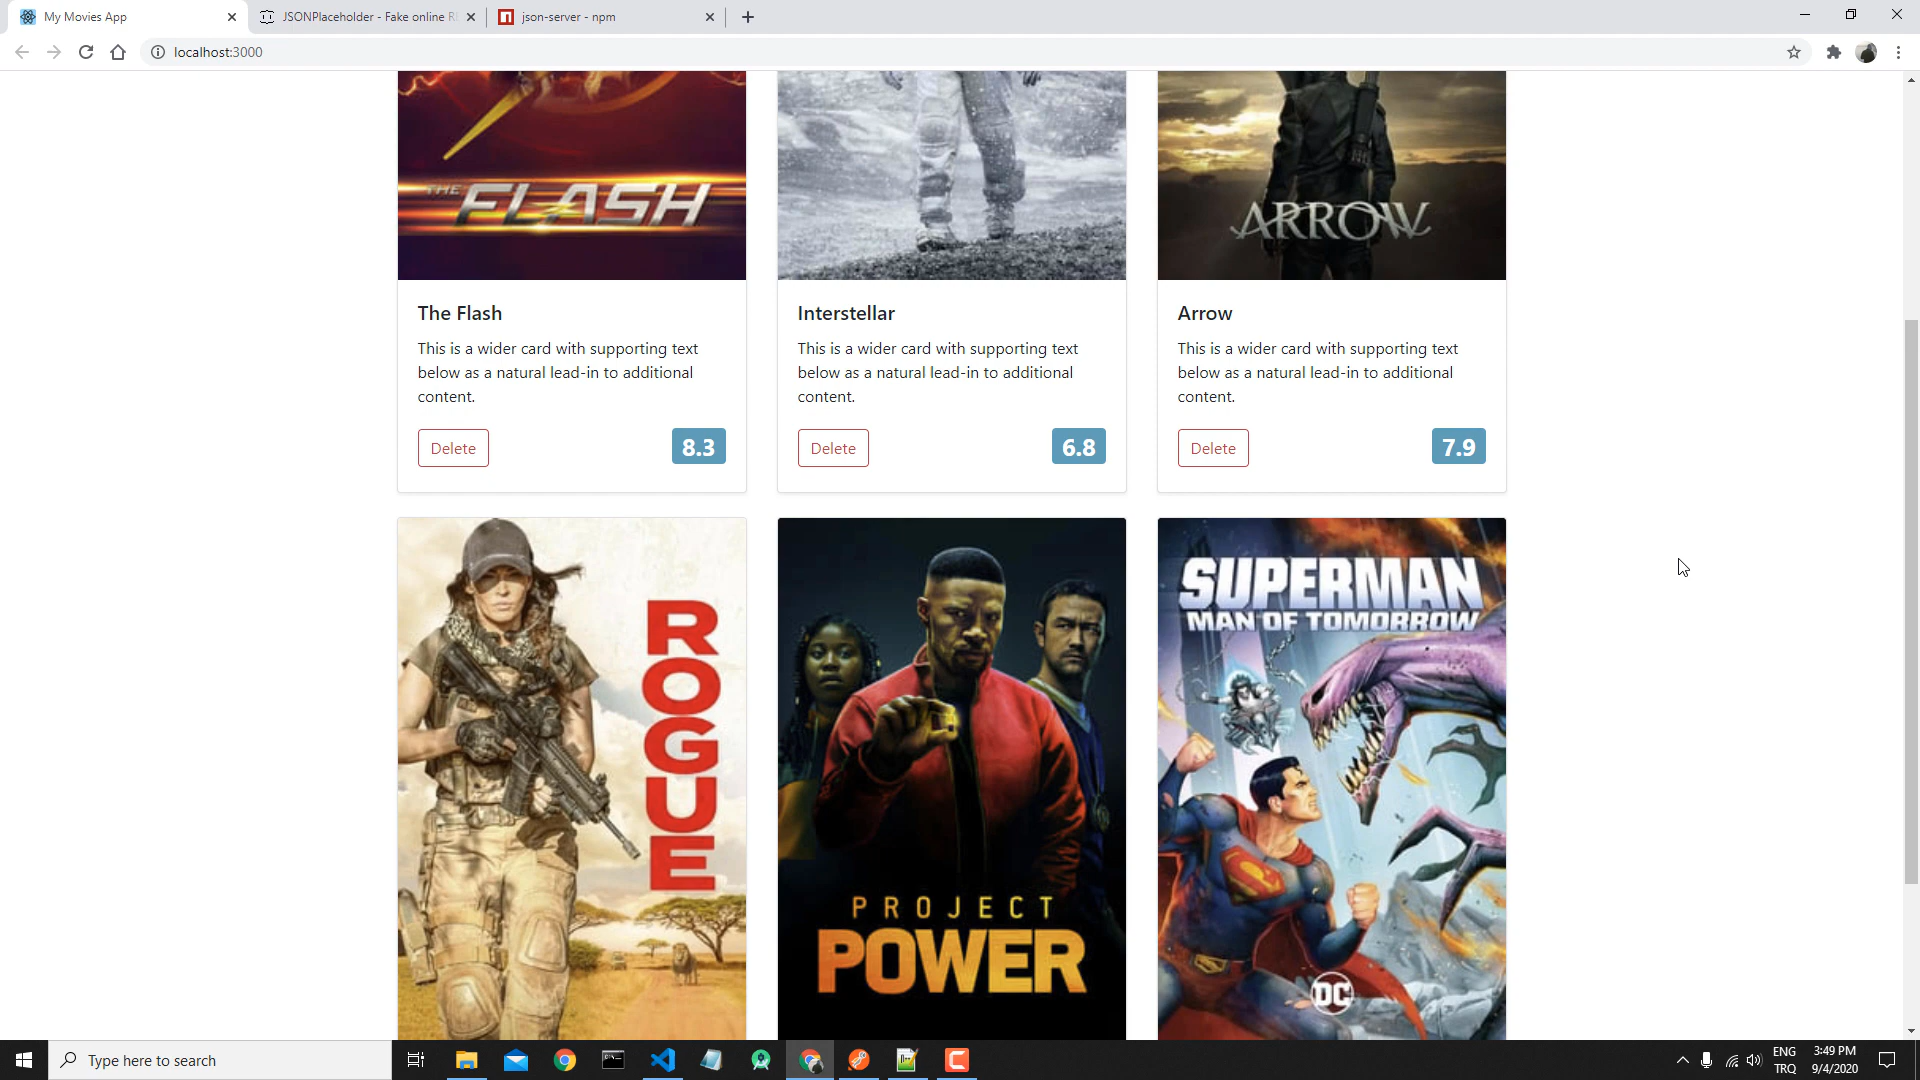 My Movies App
JSONPlaceholder - Fake online R
json-server - npm
localhost:3000
THE FLASH
ARROW
The Flash
This is a wider card with supporting text
below as a natural lead-in to additional
content.
Delete
8.3
Interstellar
This is a wider card with supporting text
below as a natural lead-in to additional
content.
Delete
6.8
Arrow
This is a wider card with supporting text
below as a natural lead-in to additional
content.
Delete
7.9
ROGUE
PROJECT
POWER
SUPERMAN
MAN OF TOMORROW
DC
Type here to search
ENG
TRQ
3:49 PM
9/4/2020